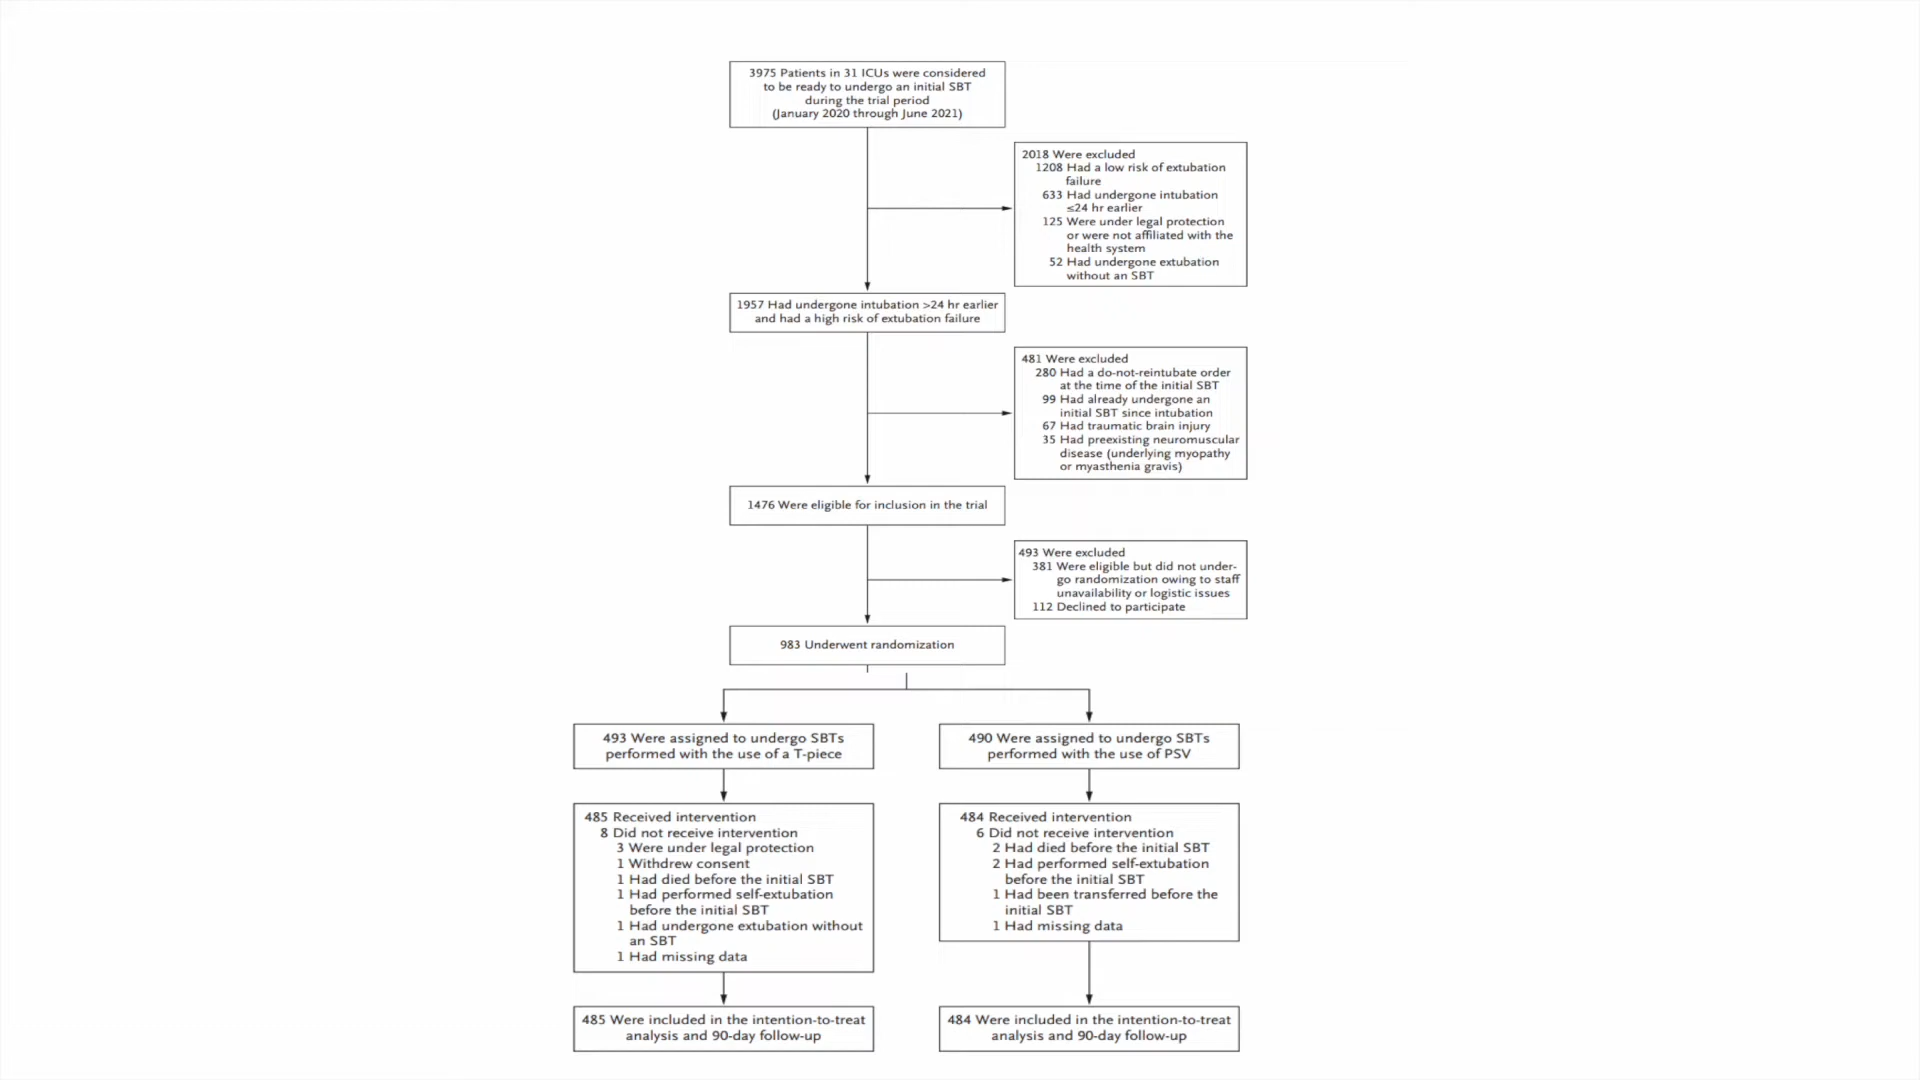 3975 Patients in 31 ICUs were considered
to be ready to undergo an initial SBT
during the trial period
(January 2020 through June 2021)
2018 Were excluded
1208 Had a low risk of extubation
failure
633 Had undergone intubation
≤24 hr earlier
125 Were under legal protection
or were not affiliated with the
health system
52 Had undergone extubation
without an SBT
1957 Had undergone intubation >24 hr earlier
and had a high risk of extubation failure
481 Were excluded
280 Had a do-not-reintubate order
at the time of the initial SBT
99 Had already undergone an
initial SBT since intubation
67 Had traumatic brain injury
35 Had preexisting neuromuscular
disease (underlying myopathy
or myasthenia gravis)
1476 Were eligible for inclusion in the trial
493 Were excluded
381 Were eligible but did not under-
go randomization owing to staff
unavailability or logistic issues
112 Declined to participate
983 Underwent randomization
493 Were assigned to undergo SBTs
performed with the use of a T-piece
490 Were assigned to undergo SBTs
performed with the use of PSV
485 Received intervention
8 Did not receive intervention
3 Were under legal protection
1 Withdrew consent
1 Had died before the initial SBT
1 Had performed self-extubation
before the initial SBT
1 Had undergone extubation without
an SBT
1 Had missing data
484 Received intervention
6 Did not receive intervention
2 Had died before the initial SBT
2 Had performed self-extubation
before the initial SBT
1 Had been transferred before the
initial SBT
1 Had missing data
485 Were included in the intention-to-treat
analysis and 90-day follow-up
484 Were included in the intention-to-treat
analysis and 90-day follow-up